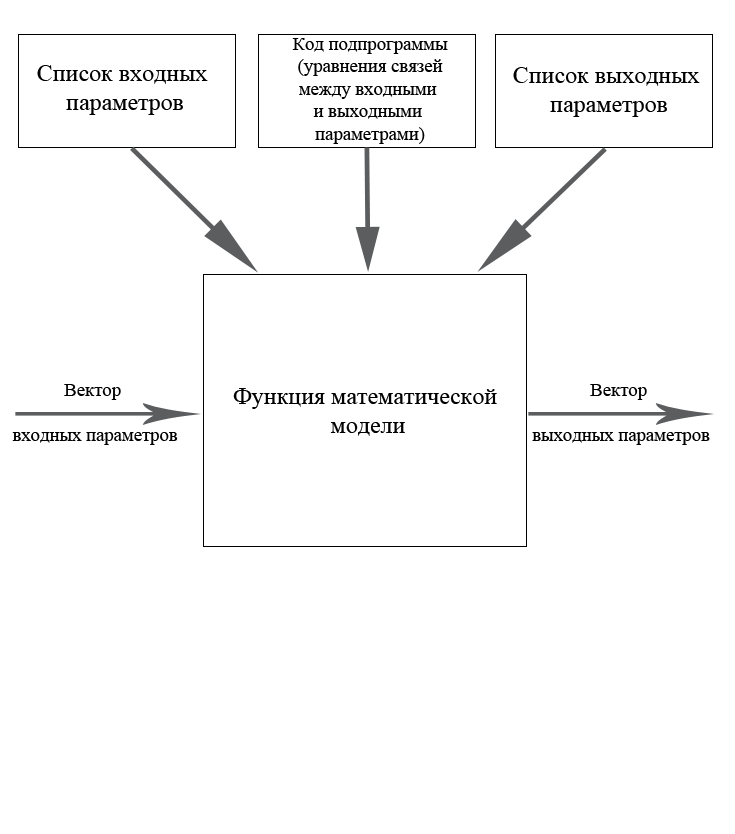 Список входных
параметров
Код подпрограммы
(уравнения связей
между входными
и выходными
параметрами)
Список выходных
параметров
Вектор
входных параметров
Функция математической
модели
Вектор
выходных параметров